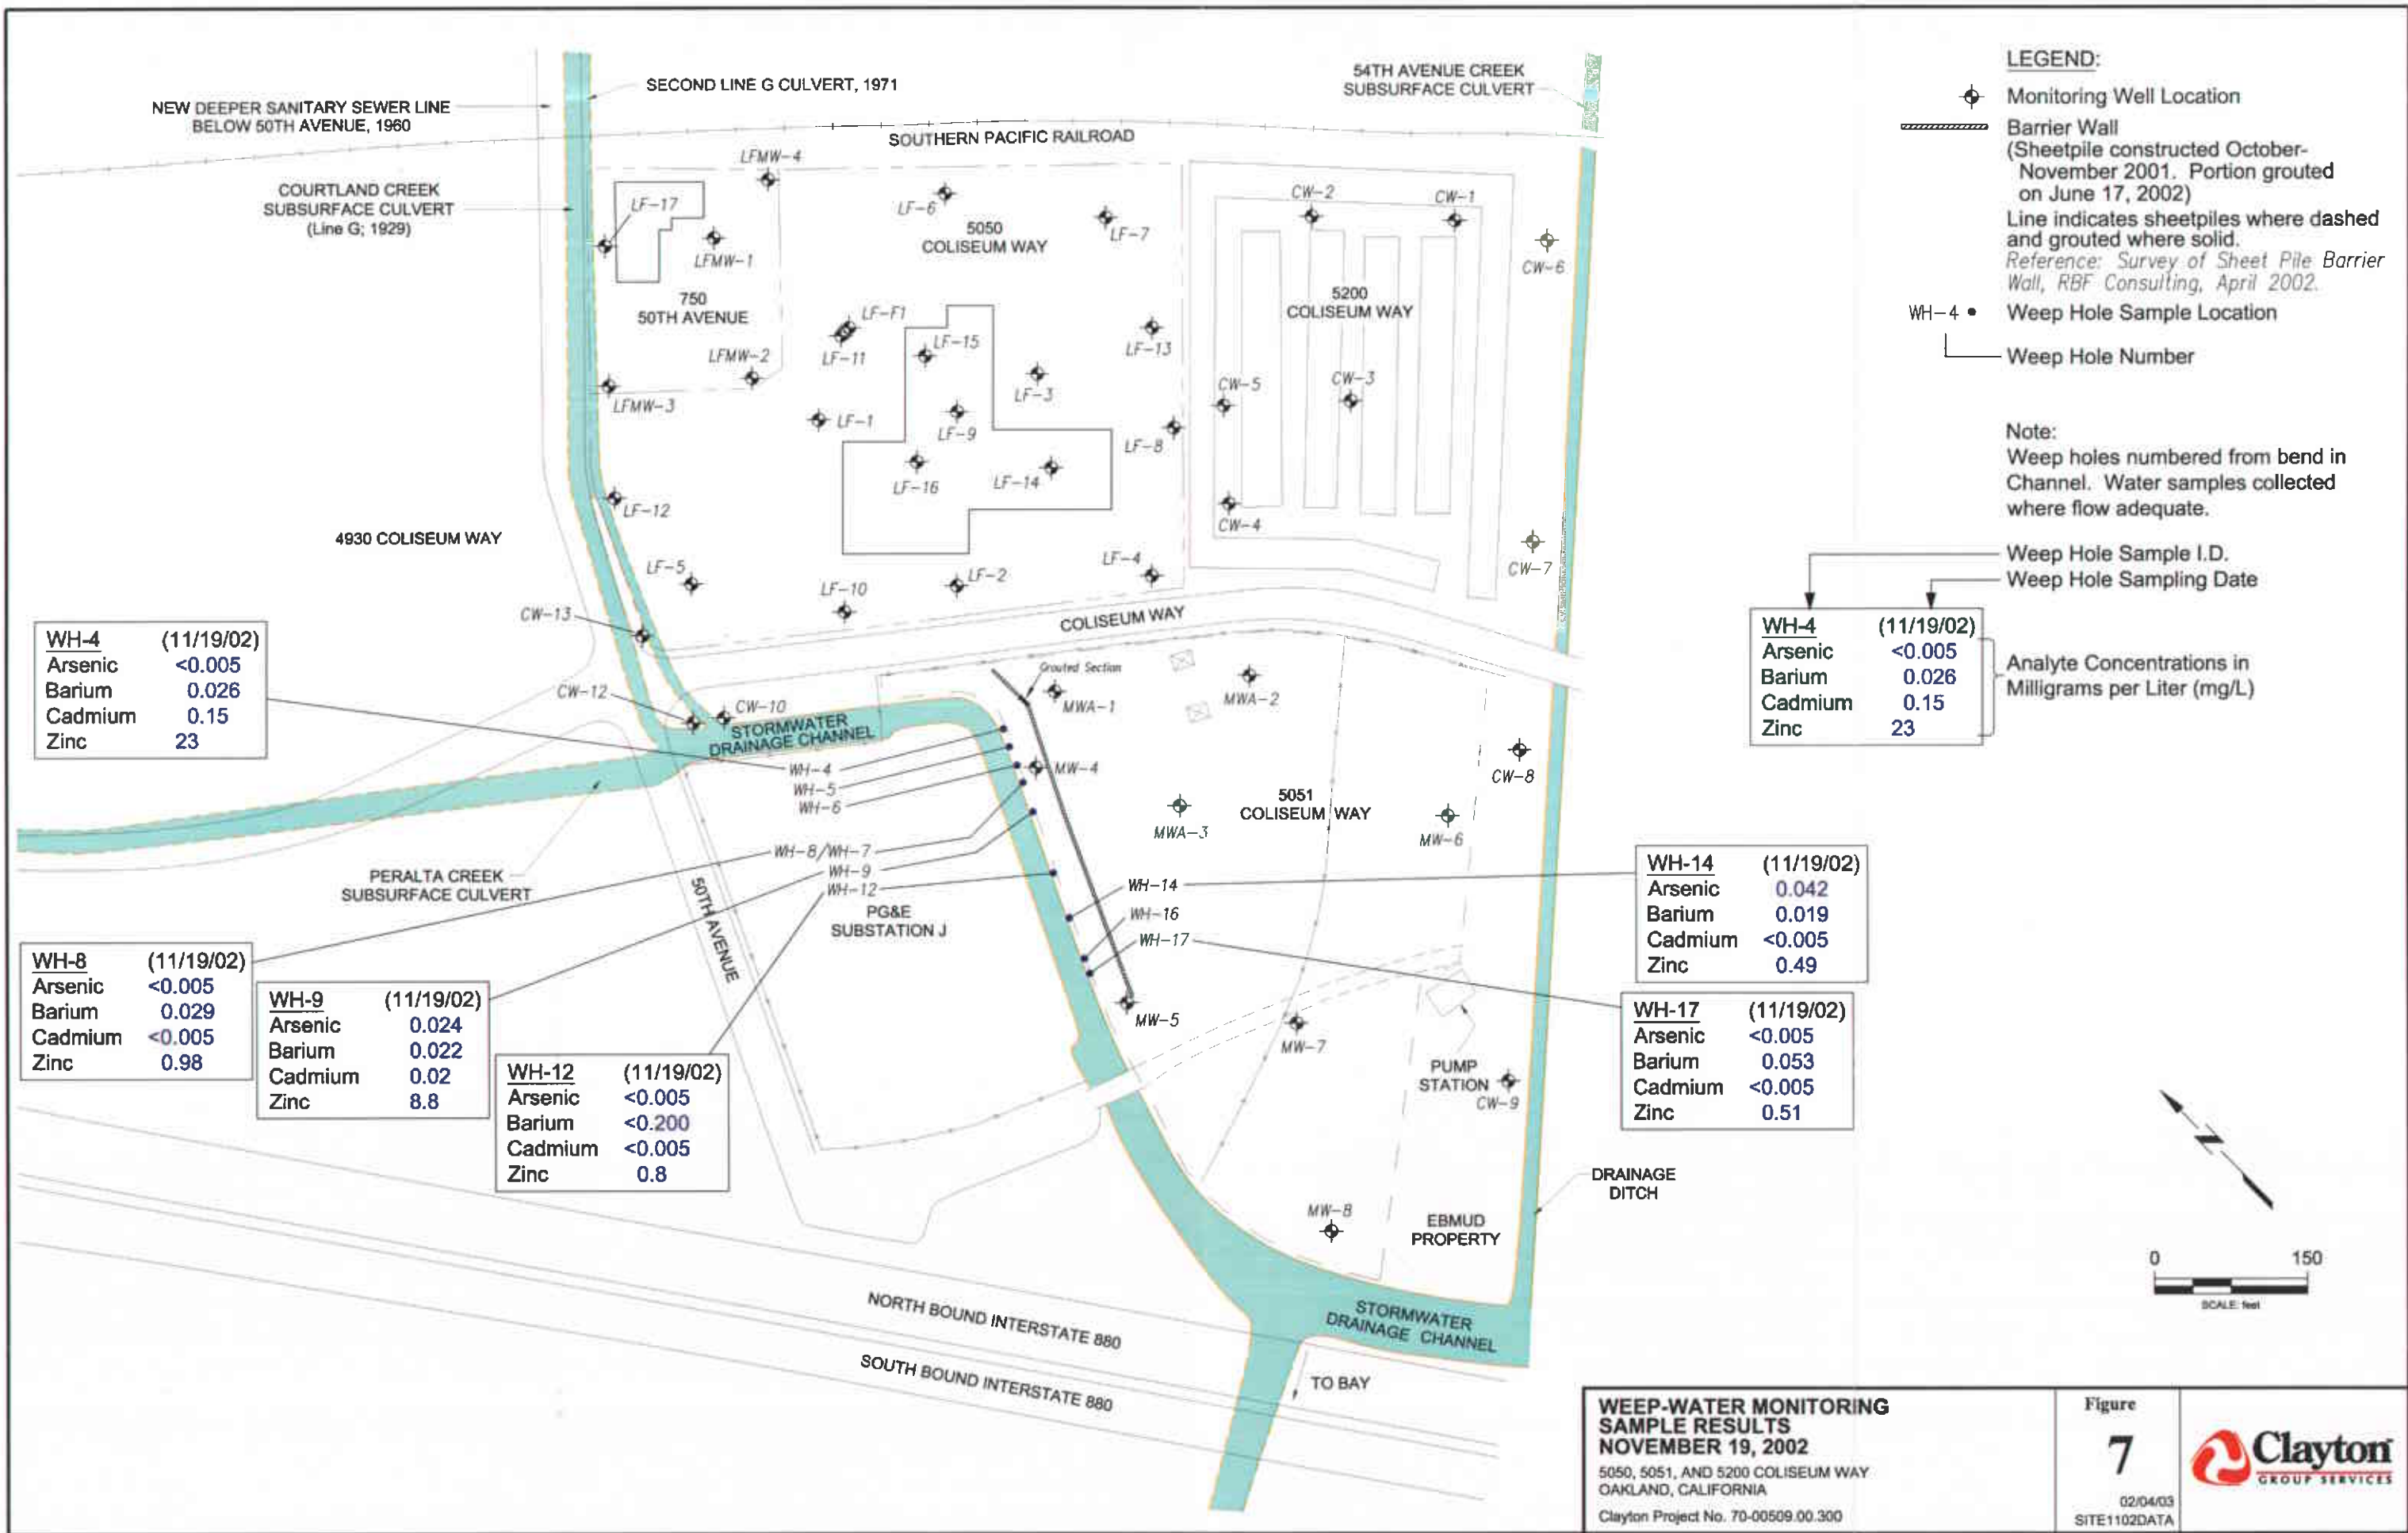 SECOND LINE G CULVERT, 1971
NEW DEEPER SANITARY SEWER LINE
BELOW 50TH AVENUE, 1960
54TH AVENUE CREEK
SUBSURFACE CULVERT
SOUTHERN PACIFIC RAILROAD
COURTLAND CREEK
SUBSURFACE CULVERT
(Line G; 1929)
LFMW-4
LF-17
LFMW-1
LF-6
5050
COLISEUM WAY
LF-7
CW-2
CW-1
CW-6
750
50TH AVENUE
LF-F1
LF-11
LF-15
LFMW-2
LFMW-3
LF-1
LF-3
LF-9
LF-13
5200
COLISEUM WAY
CW-5
CW-3
LF-8
LF-16
LF-14
LF-12
CW-4
4930 COLISEUM WAY
CW-7
LF-5
LF-10
LF-2
LF-4
CW-13
COLISEUM WAY
Grouted Section
MWA-1
MWA-2
CW-12
CW-10
STORMWATER
DRAINAGE CHANNEL
WH-4
WH-5
WH-6
MW-4
WH-8/WH-7
WH-9
WH-12
5051
COLISEUM WAY
MWA-3
MW-6
CW-8
PERALTA CREEK
SUBSURFACE CULVERT
50TH AVENUE
PG&E
SUBSTATION J
WH-14
WH-16
WH-17
MW-5
MW-7
PUMP
STATION
CW-9
DRAINAGE
DITCH
MW-8
EBMUD
PROPERTY
NORTH BOUND INTERSTATE 880
SOUTH BOUND INTERSTATE 880
STORMWATER
DRAINAGE CHANNEL
TO BAY
WH-4 (11/19/02)
Arsenic <0.005
Barium 0.026
Cadmium 0.15
Zinc 23
WH-8 (11/19/02)
Arsenic <0.005
Barium 0.029
Cadmium <0.005
Zinc 0.98
WH-9 (11/19/02)
Arsenic 0.024
Barium 0.022
Cadmium 0.02
Zinc 8.8
WH-12 (11/19/02)
Arsenic <0.005
Barium <0.200
Cadmium <0.005
Zinc 0.8
WH-14 (11/19/02)
Arsenic 0.042
Barium 0.019
Cadmium <0.005
Zinc 0.49
WH-17 (11/19/02)
Arsenic <0.005
Barium 0.053
Cadmium <0.005
Zinc 0.51
LEGEND:
Monitoring Well Location
Barrier Wall
(Sheetpile constructed October-
November 2001. Portion grouted
on June 17, 2002)
Line indicates sheetpiles where dashed
and grouted where solid.
Reference: Survey of Sheet Pile Barrier
Wall, RBF Consulting, April 2002.
WH-4 Weep Hole Sample Location
Weep Hole Number
Note:
Weep holes numbered from bend in
Channel. Water samples collected
where flow adequate.
Weep Hole Sample I.D.
Weep Hole Sampling Date
WH-4 (11/19/02)
Arsenic <0.005
Barium 0.026
Cadmium 0.15
Zinc 23
Analyte Concentrations in
Milligrams per Liter (mg/L)
N
0 150
SCALE: feet
WEEP-WATER MONITORING
SAMPLE RESULTS
NOVEMBER 19, 2002
5050, 5051, AND 5200 COLISEUM WAY
OAKLAND, CALIFORNIA
Clayton Project No. 70-00509.00.300
Figure
7
02/04/03
SITE1102DATA
Clayton
GROUP SERVICES